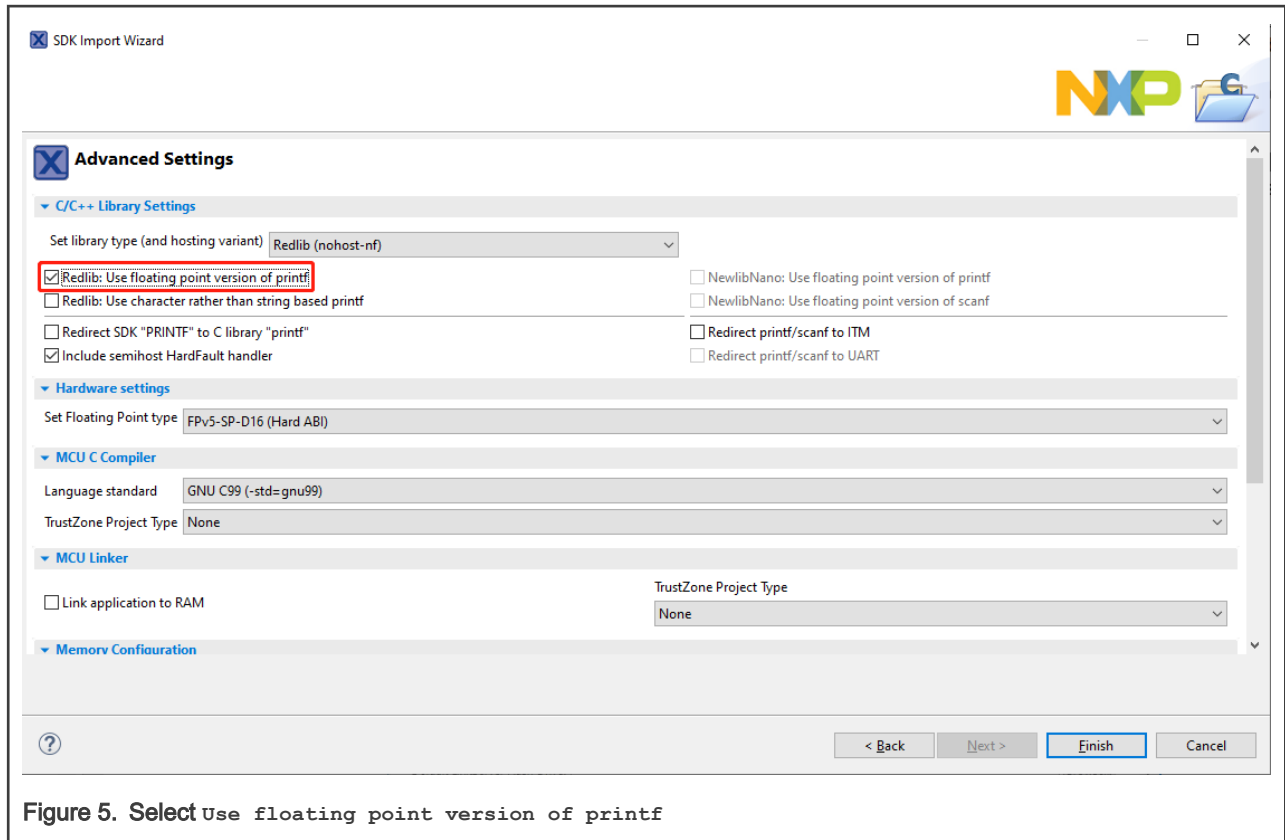 SDK Import Wizard
NXP
Advanced Settings
C/C++ Library Settings
Set library type (and hosting variant) Redlib (nohost-nf)
Redlib: Use floating point version of printf NewlibNano: Use floating point version of printf
Redlib: Use character rather than string based printf NewlibNano: Use floating point version of scanf
Redirect SDK "PRINTF" to C library "printf" Redirect printf/scanf to ITM
Include semihost HardFault handler Redirect printf/scanf to UART
Hardware settings
Set Floating Point type FPv5-SP-D16 (Hard ABI)
MCU C Compiler
Language standard GNU C99 (-std=gnu99)
TrustZone Project Type None
MCU Linker
TrustZone Project Type
Link application to RAM
None
Memory Configuration
? < Back Next > Finish Cancel
Figure 5. Select Use floating point version of printf